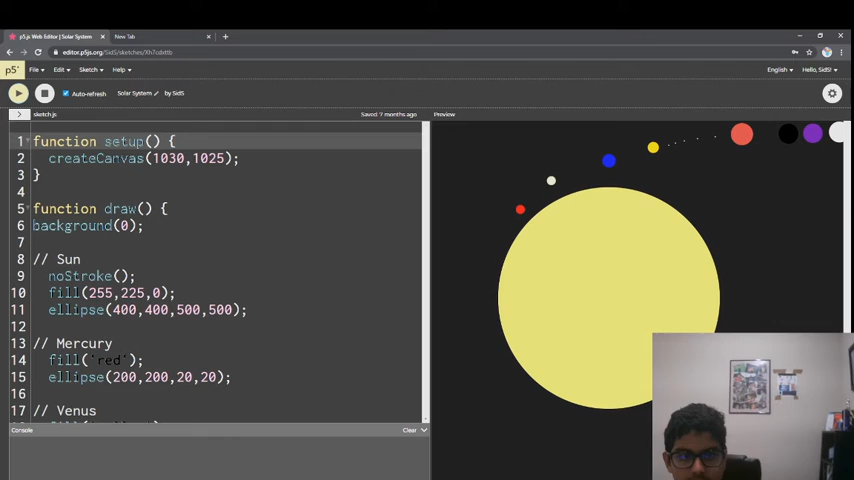 p5.js Web Editor | Solar System
New Tab
editor.p5js.org/SidS/sketches/Xh7cdxttb
p5* File Edit Sketch Help English Hello, SidS!
Auto-refresh Solar System by SidS
sketch.js Saved: 7 months ago Preview
1 function setup() {
2 createCanvas(1030,1025);
3 }
4
5 function draw() {
6 background(0);
7
8 // Sun
9 noStroke();
10 fill(255,225,0);
11 ellipse(400,400,500,500);
12
13 // Mercury
14 fill('red');
15 ellipse(200,200,20,20);
16
17 // Venus
Console Clear